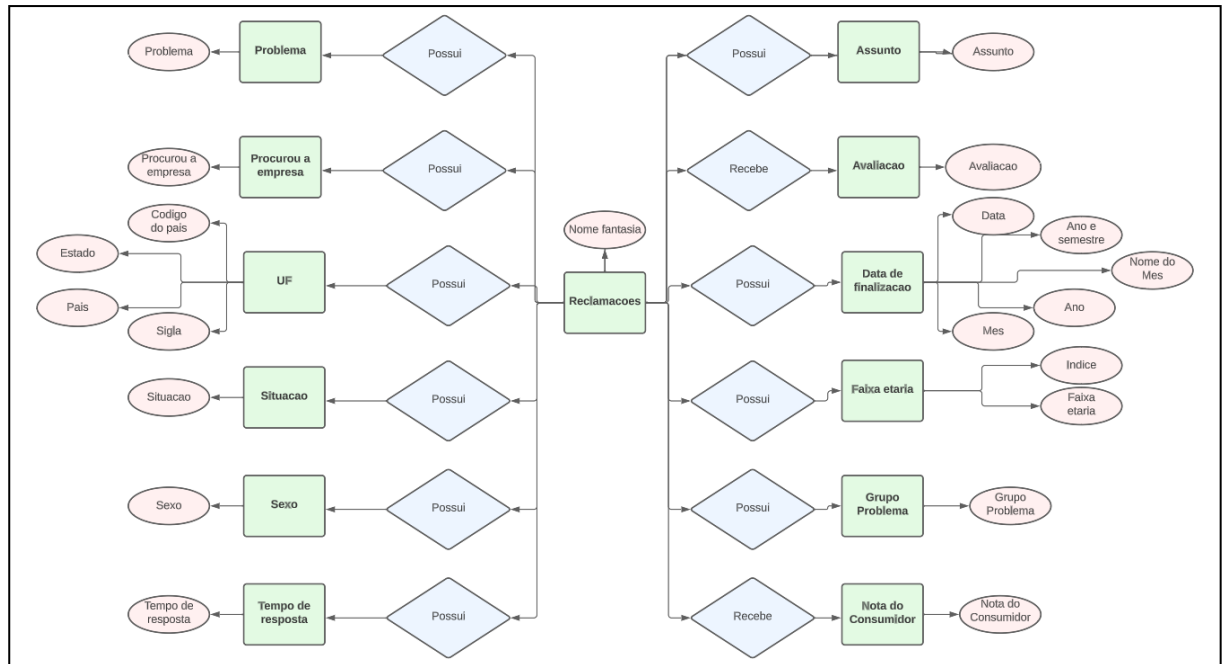 Problema
Problema
Possui
Possui
Assunto
Assunto
Procurou a
empresa
Procurou a
empresa
Possui
Recebe
Avaliacao
Avaliacao
Codigo
do pais
Estado
Pais
Sigla
UF
Possui
Nome fantasia
Reclamacoes
Possui
Data de
finalizacao
Data
Ano e
semestre
Nome do
Mes
Ano
Mes
Situacao
Situacao
Possui
Possui
Faixa etaria
Indice
Faixa
etaria
Sexo
Sexo
Possui
Possui
Grupo
Problema
Grupo
Problema
Tempo de
resposta
Tempo de
resposta
Possui
Recebe
Nota do
Consumidor
Nota do
Consumidor